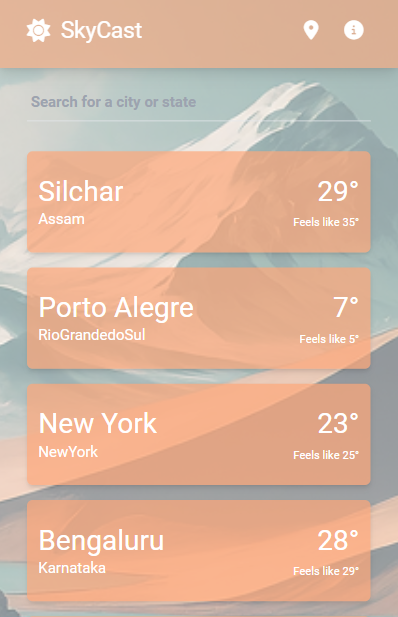 SkyCast
Search for a city or state
Silchar
29°
Assam
Feels like 35°
Porto Alegre
7°
RioGrandedoSul
Feels like 5°
New York
23°
NewYork
Feels like 25°
Bengaluru
28°
Karnataka
Feels like 29°